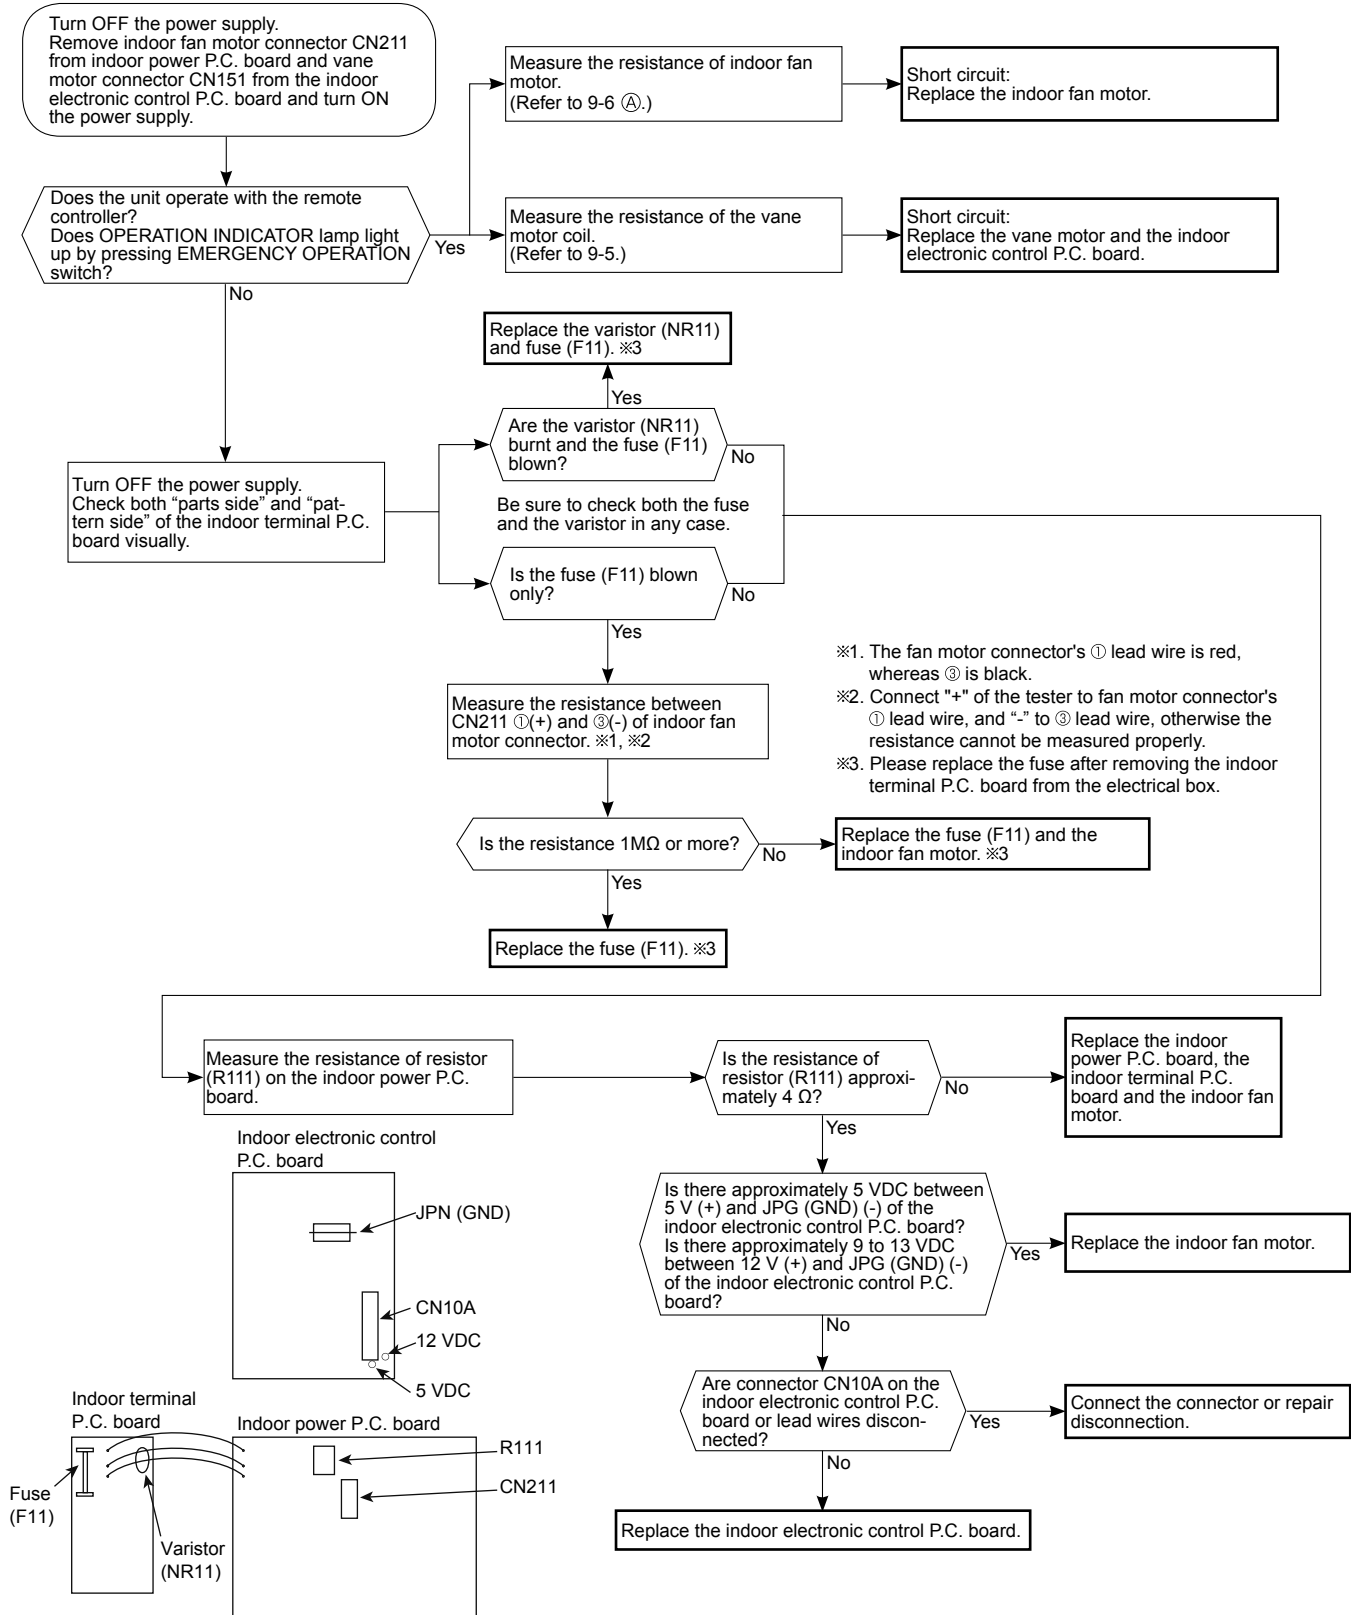 Turn OFF the power supply.
Remove indoor fan motor connector CN211
from indoor power P.C. board and vane
motor connector CN151 from the indoor
electronic control P.C. board and turn ON
the power supply.
Measure the resistance of indoor fan
motor.
(Refer to 9-6 Ⓐ.)
Short circuit:
Replace the indoor fan motor.
Does the unit operate with the remote
controller?
Does OPERATION INDICATOR lamp light
up by pressing EMERGENCY OPERATION
switch?
Yes
Measure the resistance of the vane
motor coil.
(Refer to 9-5.)
Short circuit:
Replace the vane motor and the indoor
electronic control P.C. board.
No
Replace the varistor (NR11)
and fuse (F11). ※3
Yes
Are the varistor (NR11)
burnt and the fuse (F11)
blown?
No
Turn OFF the power supply.
Check both “parts side” and “pat-
tern side” of the indoor terminal P.C.
board visually.
Be sure to check both the fuse
and the varistor in any case.
Is the fuse (F11) blown
only?
No
Yes
Measure the resistance between
CN211 ①(+) and ③(-) of indoor fan
motor connector. ※1, ※2
※1. The fan motor connector's ① lead wire is red,
whereas ③ is black.
※2. Connect "+" of the tester to fan motor connector's
① lead wire, and “-” to ③ lead wire, otherwise the
resistance cannot be measured properly.
※3. Please replace the fuse after removing the indoor
terminal P.C. board from the electrical box.
Is the resistance 1MΩ or more?
No
Replace the fuse (F11) and the
indoor fan motor. ※3
Yes
Replace the fuse (F11). ※3
Measure the resistance of resistor
(R111) on the indoor power P.C.
board.
Is the resistance of
resistor (R111) approxi-
mately 4 Ω?
No
Replace the indoor
power P.C. board, the
indoor terminal P.C.
board and the indoor fan
motor.
Yes
Is there approximately 5 VDC between
5 V (+) and JPG (GND) (-) of the
indoor electronic control P.C. board?
Is there approximately 9 to 13 VDC
between 12 V (+) and JPG (GND) (-)
of the indoor electronic control P.C.
board?
Yes
Replace the indoor fan motor.
No
Are connector CN10A on the
indoor electronic control P.C.
board or lead wires discon-
nected?
Yes
Connect the connector or repair
disconnection.
No
Replace the indoor electronic control P.C. board.
Indoor electronic control
P.C. board
JPN (GND)
CN10A
12 VDC
5 VDC
Indoor terminal
P.C. board
Indoor power P.C. board
R111
CN211
Fuse
(F11)
Varistor
(NR11)